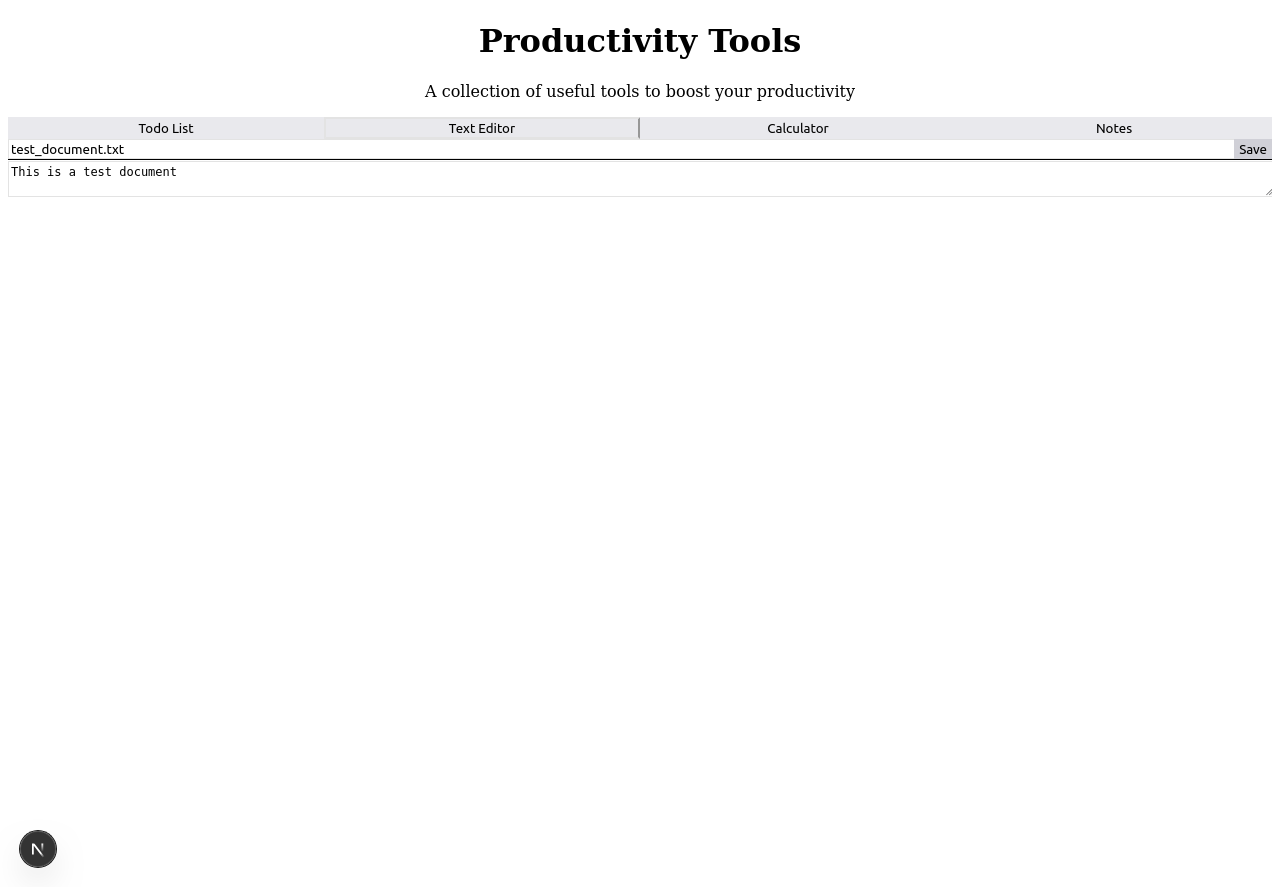 Productivity Tools
A collection of useful tools to boost your productivity
Todo List Text Editor Calculator Notes
test_document.txt Save
This is a test document
N